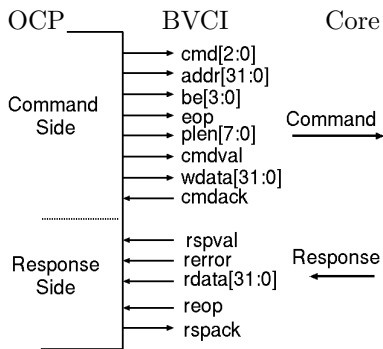 OCP BVCI Core
cmd[2:0]
addr[31:0]
be[3:0]
eop
plen[7:0]
cmdval
wdata[31:0]
cmdack
Command
Side
Command
rspval
rerror
rdata[31:0]
reop
rspack
Response
Side
Response